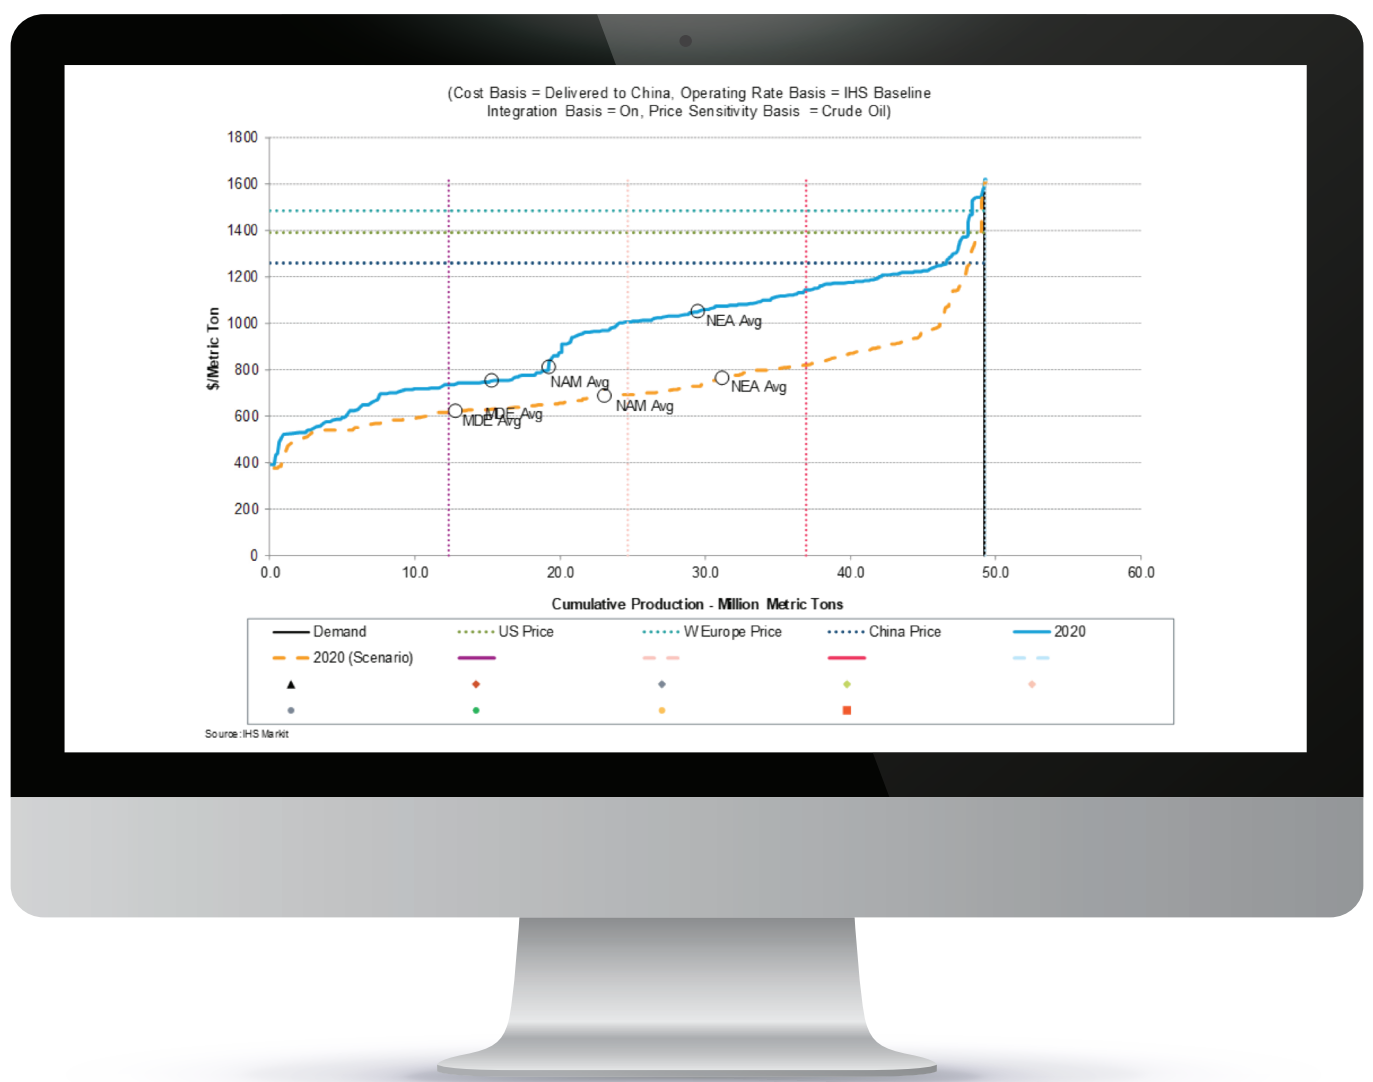 (Cost Basis = Delivered to China, Operating Rate Basis = IHS Baseline
Integration Basis = On, Price Sensitivity Basis = Crude Oil)
1800
1600
1400
1200
1000
800
600
400
200
0
$/Metric Ton
NEA Avg
NAM Avg
MDE Avg
NEA Avg
NAM Avg
MDE Avg
0.0 10.0 20.0 30.0 40.0 50.0 60.0
Cumulative Production - Million Metric Tons
Demand US Price W Europe Price China Price 2020
2020 (Scenario)
Source: IHS Markit